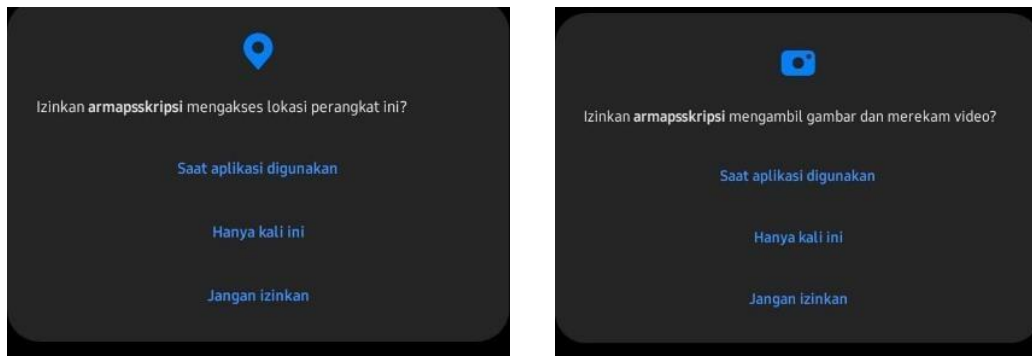 Izinkan armapsskripsi mengakses lokasi perangkat ini?
Saat aplikasi digunakan
Hanya kali ini
Jangan izinkan
Izinkan armapsskripsi mengambil gambar dan merekam video?
Saat aplikasi digunakan
Hanya kali ini
Jangan izinkan